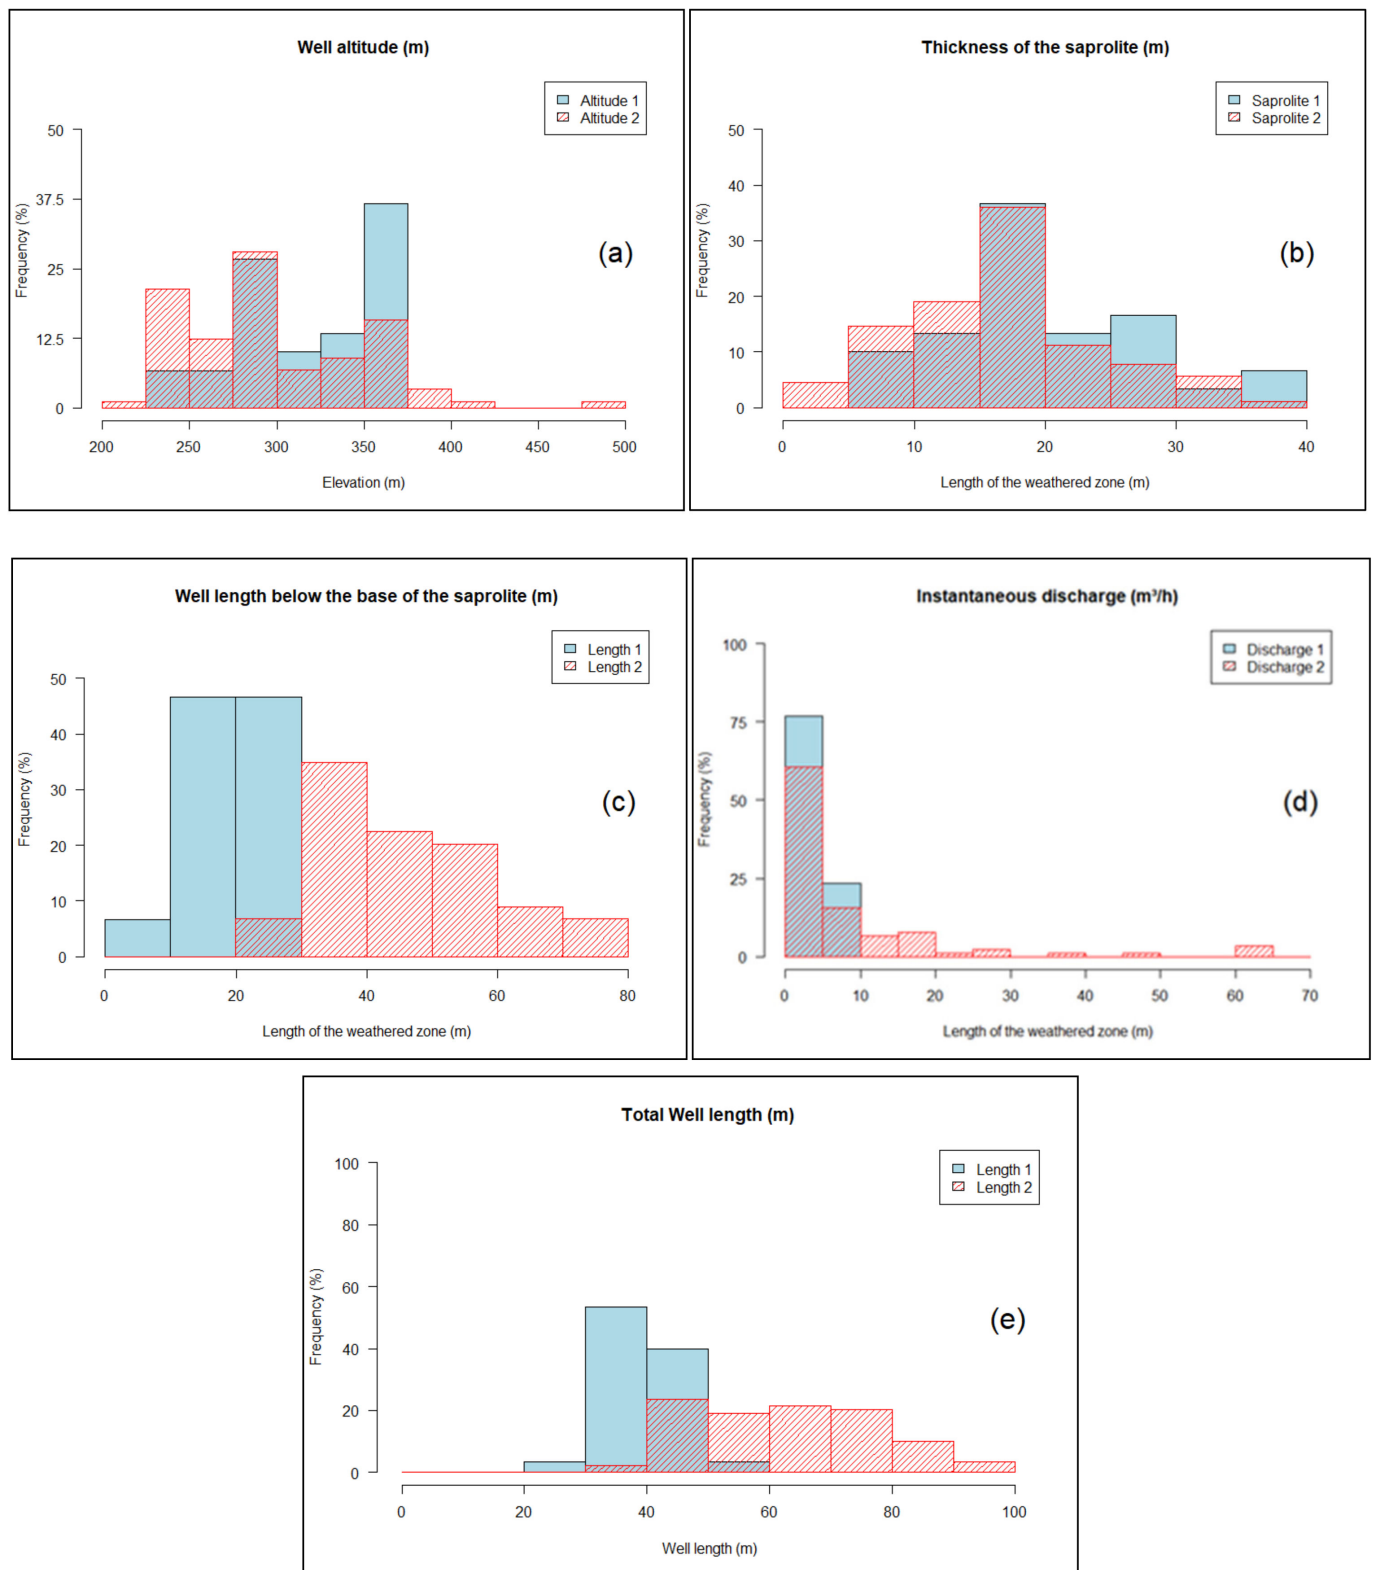 Well altitude (m)
Altitude 1
Altitude 2
50
37.5
25
12.5
0
Frequency (%)
(a)
200 250 300 350 400 450 500
Elevation (m)
Thickness of the saprolite (m)
Saprolite 1
Saprolite 2
50
40
30
20
10
0
Frequency (%)
(b)
0 10 20 30 40
Length of the weathered zone (m)
Well length below the base of the saprolite (m)
Length 1
Length 2
50
40
30
20
10
0
Frequency (%)
(c)
0 20 40 60 80
Length of the weathered zone (m)
Instantaneous discharge (m³/h)
Discharge 1
Discharge 2
100
75
50
25
0
Frequency (%)
(d)
0 10 20 30 40 50 60 70
Length of the weathered zone (m)
Total Well length (m)
Length 1
Length 2
100
80
60
40
20
0
Frequency (%)
(e)
0 20 40 60 80 100
Well length (m)